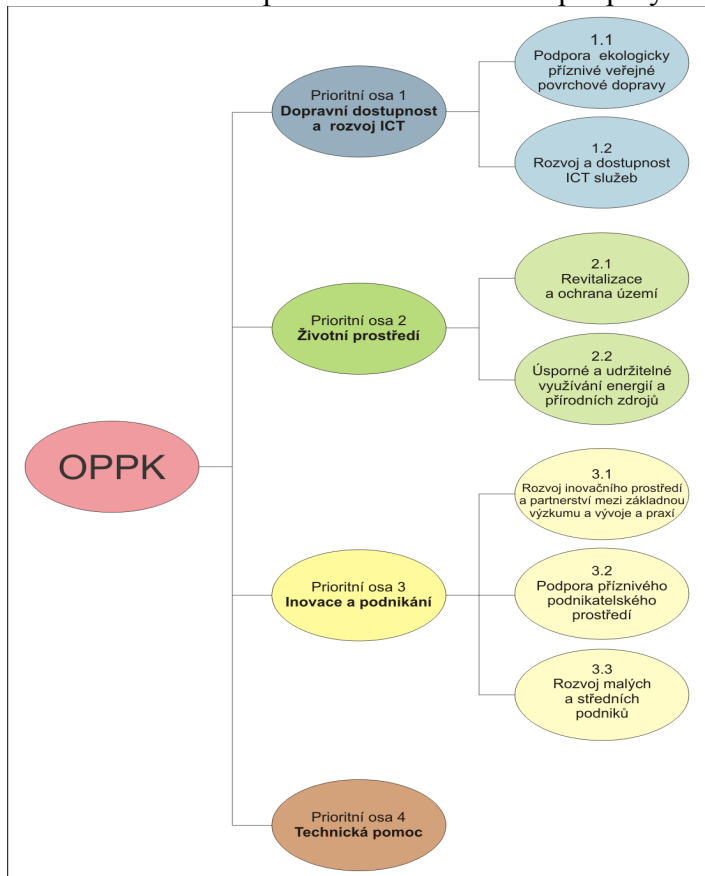 1.1
Podpora ekologicky
příznivé veřejné
povrchové dopravy
Prioritní osa 1
Dopravní dostupnost
a rozvoj ICT
1.2
Rozvoj a dostupnost
ICT služeb
2.1
Revitalizace
a ochrana území
Prioritní osa 2
Životní prostředí
2.2
Úsporné a udržitelné
využívání energií a
přírodních zdrojů
OPPK
3.1
Rozvoj inovačního prostředí
a partnerství mezi základnou
výzkumu a vývoje a praxí
Prioritní osa 3
Inovace a podnikání
3.2
Podpora příznivého
podnikatelského
prostředí
3.3
Rozvoj malých
a středních
podniků
Prioritní osa 4
Technická pomoc